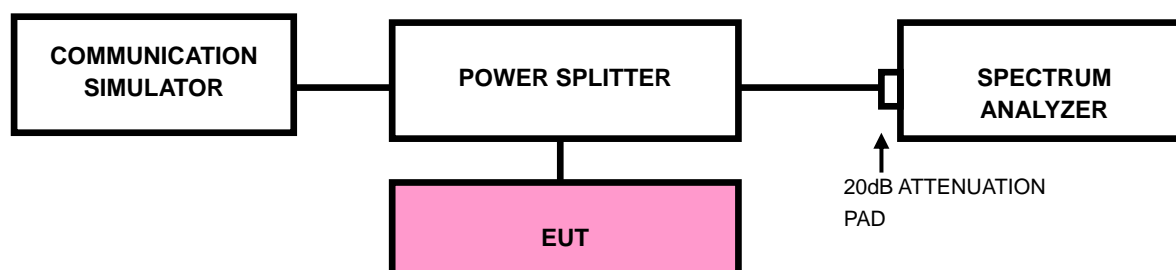 COMMUNICATION
SIMULATOR
POWER SPLITTER
SPECTRUM
ANALYZER
20dB ATTENUATION
PAD
EUT